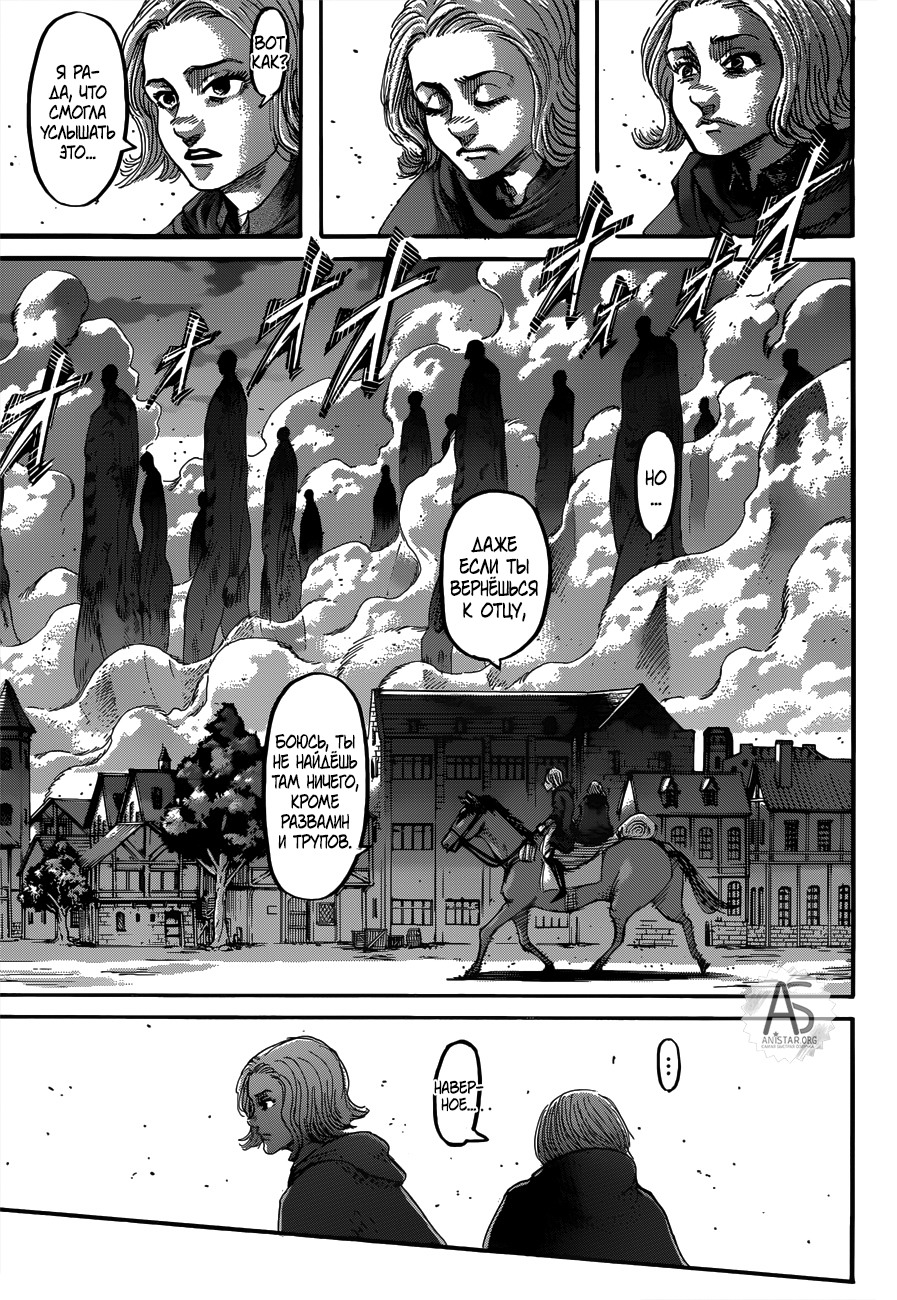 ВОТ
КАК?
Я РА-
ДА, ЧТО
СМОГЛА
УСЛЫШАТЬ
ЭТО...
НО
...
ДАЖЕ
ЕСЛИ ТЫ
ВЕРНЁШЬСЯ
К ОТЦУ,
БОЮСЬ, ТЫ
НЕ НАЙДЁШЬ
ТАМ НИЧЕГО,
КРОМЕ
РАЗВАЛИН
И ТРУПОВ.
AS
ANISTAR.ORG
...
НАВЕР-
НОЕ.....